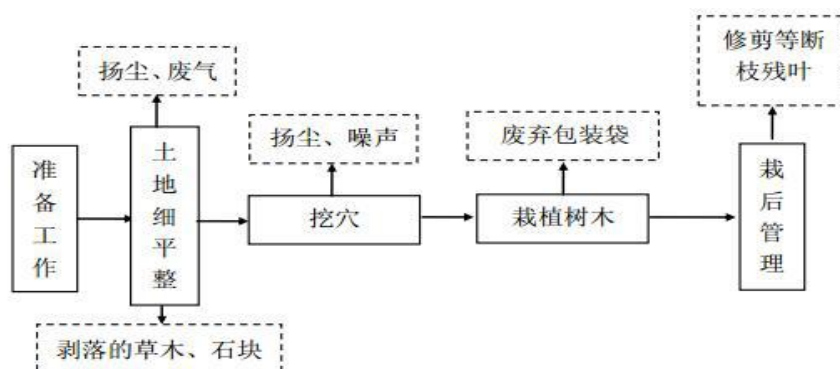 修剪等断
枝残叶
扬尘、废气
扬尘、噪声
废弃包装袋
准备工作
土地细平整
挖穴
栽植树木
栽后管理
剥落的草木、石块